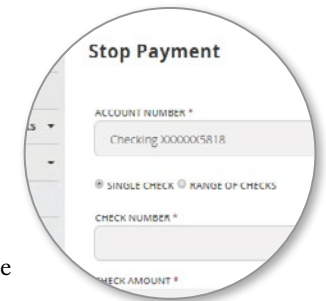 Stop Payment
ACCOUNT NUMBER *
Checking XXXXXX5818
SINGLE CHECK RANGE OF CHECKS
CHECK NUMBER *
CHECK AMOUNT *